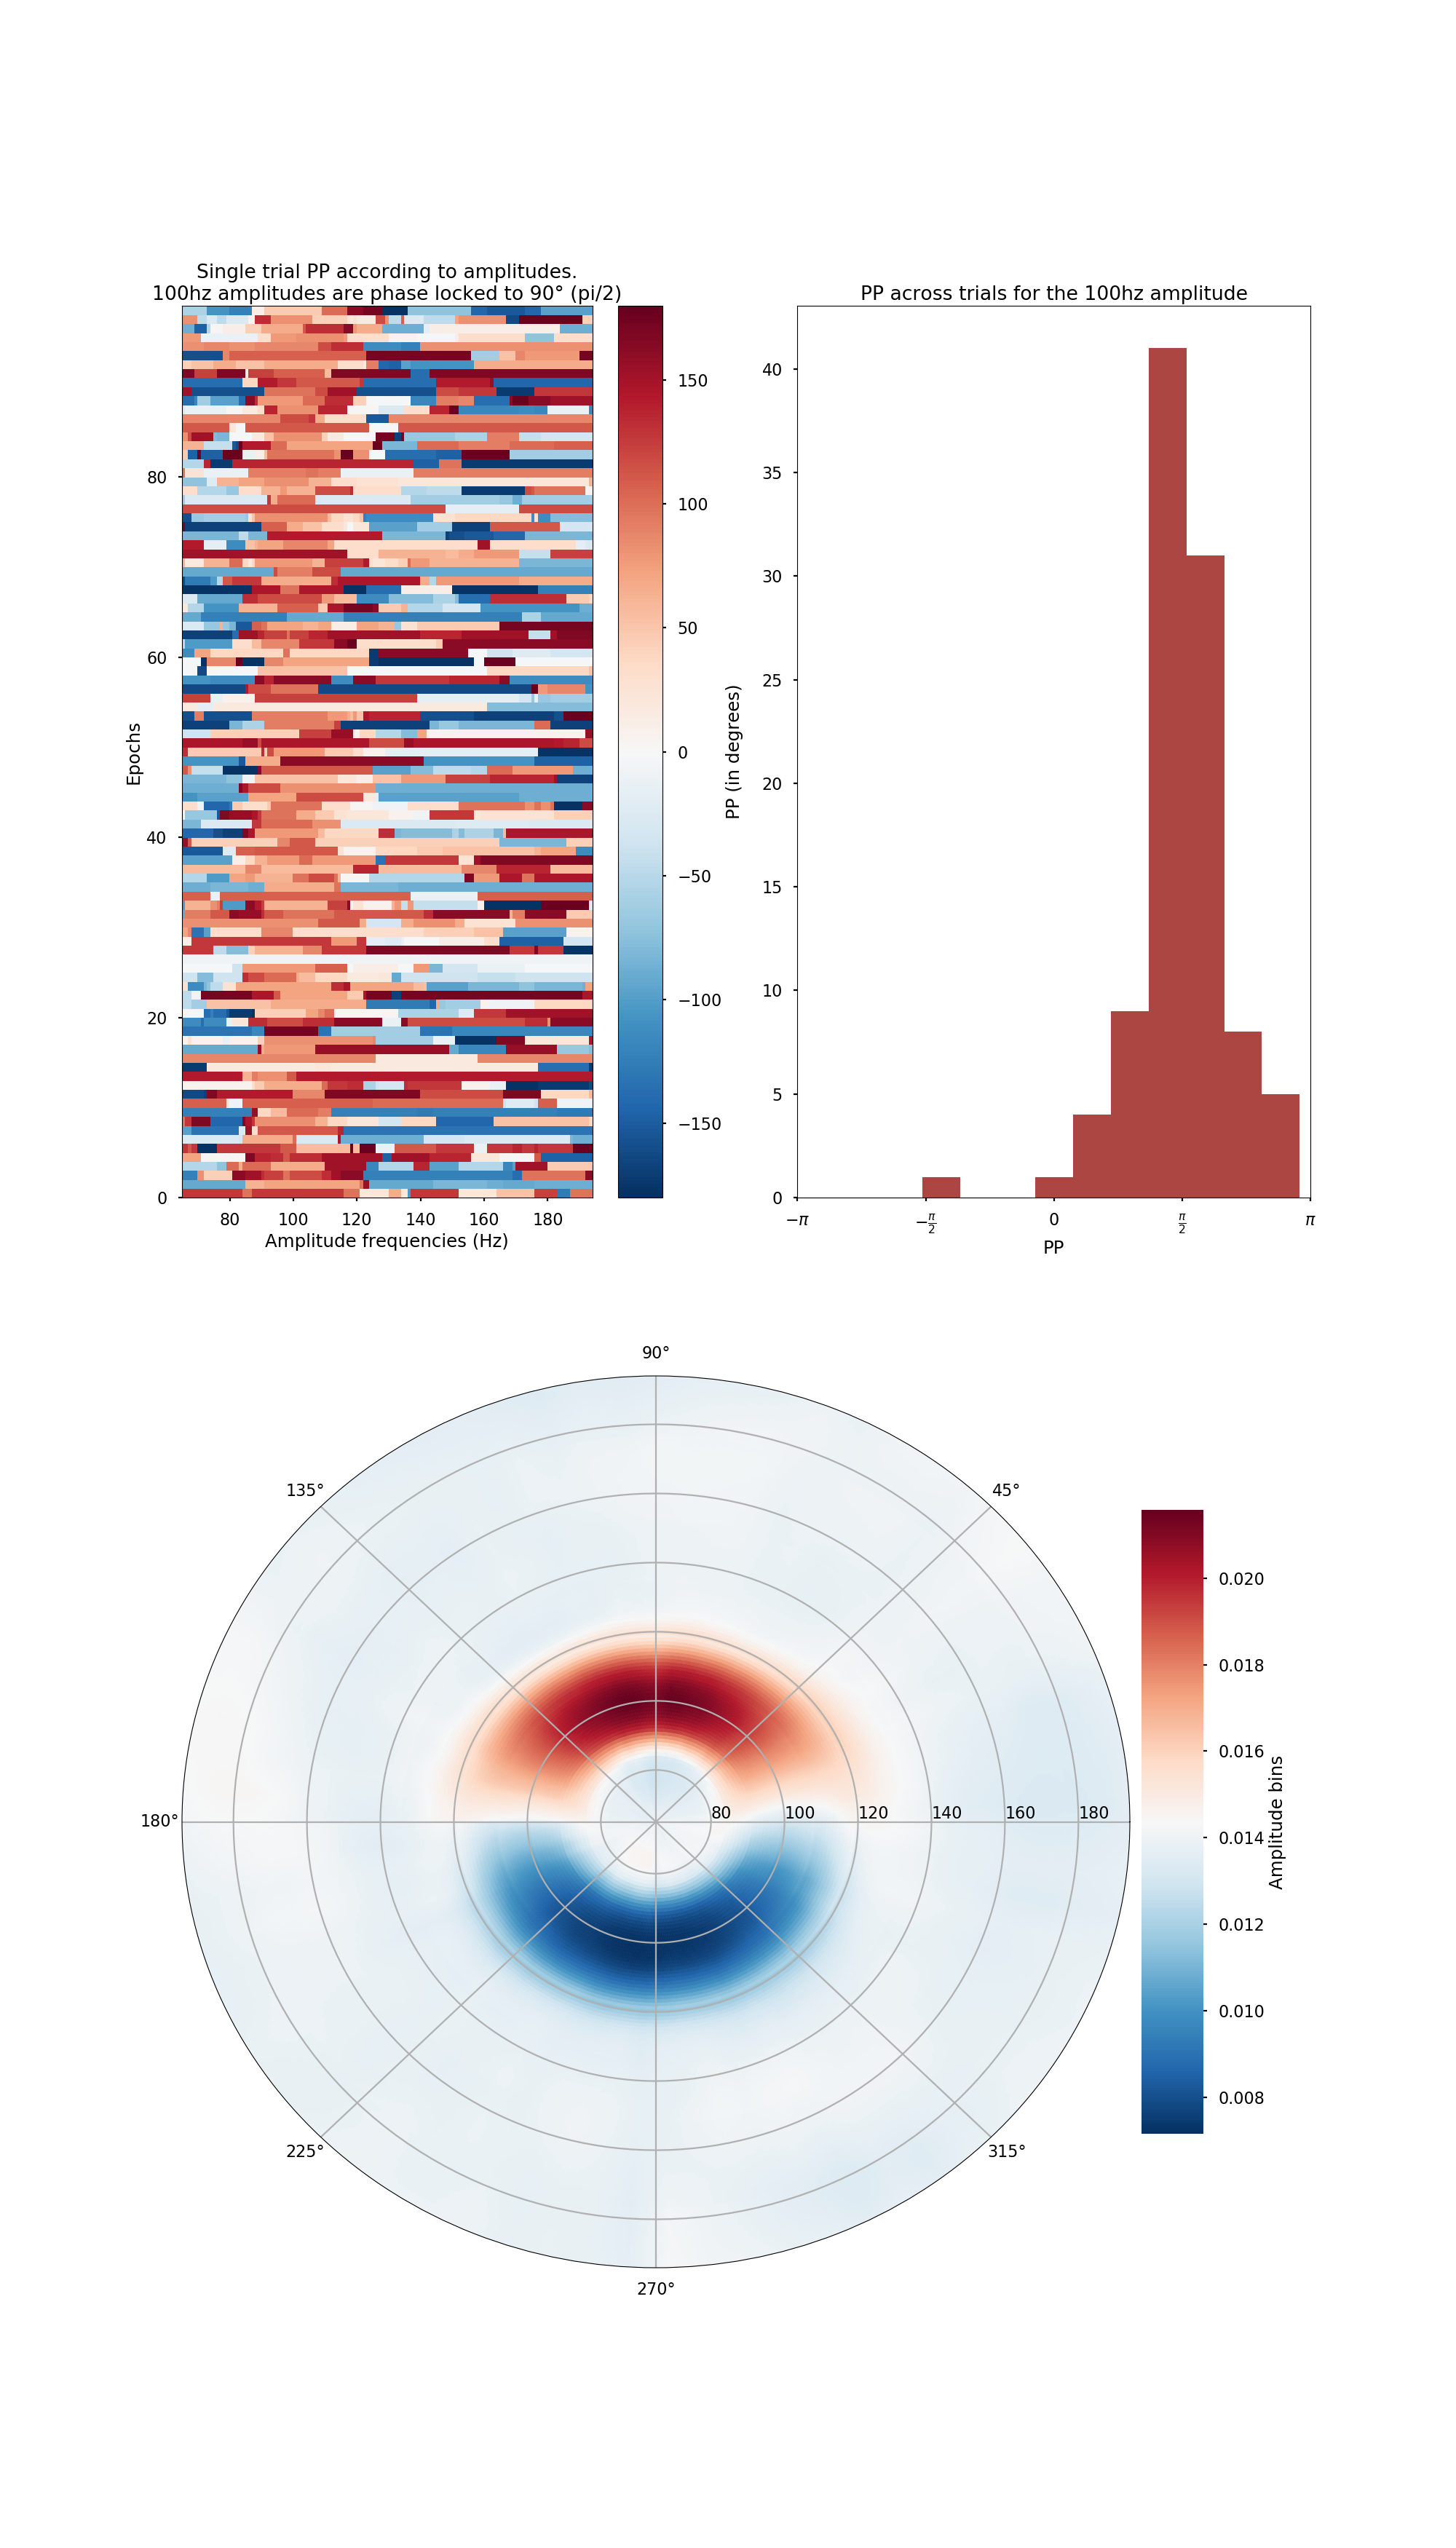 Single trial PP according to amplitudes.
100hz amplitudes are phase locked to 90° (pi/2)
80
60
40
20
0
Epochs
80 100 120 140 160 180
Amplitude frequencies (Hz)
150
100
50
0
−50
−100
−150
PP (in degrees)
PP across trials for the 100hz amplitude
40
35
30
25
20
15
10
5
0
−π −π/2 0 π/2 π
PP
90°
135° 45°
180° 80 100 120 140 160 180
225° 315°
270°
0.020
0.018
0.016
0.014
0.012
0.010
0.008
Amplitude bins